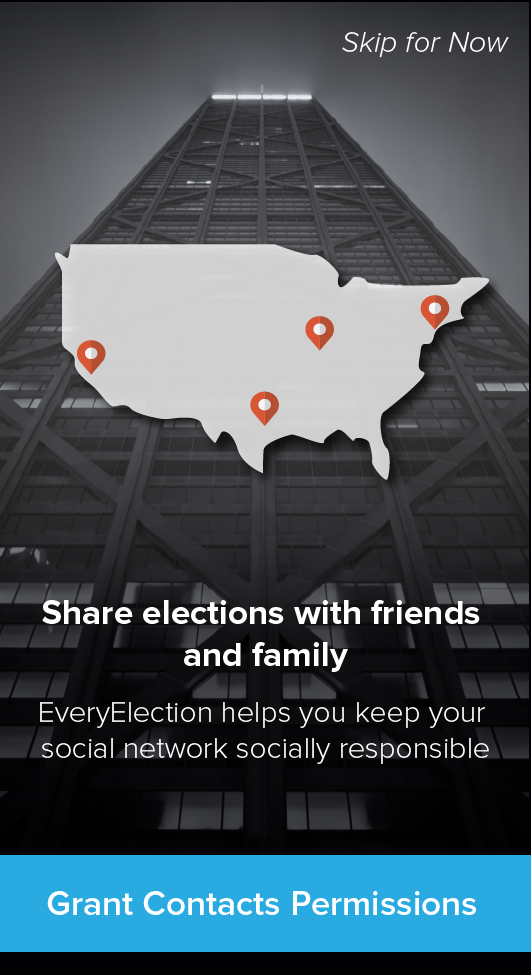 Skip for Now
Share elections with friends
and family
EveryElection helps you keep your
social network socially responsible
Grant Contacts Permissions